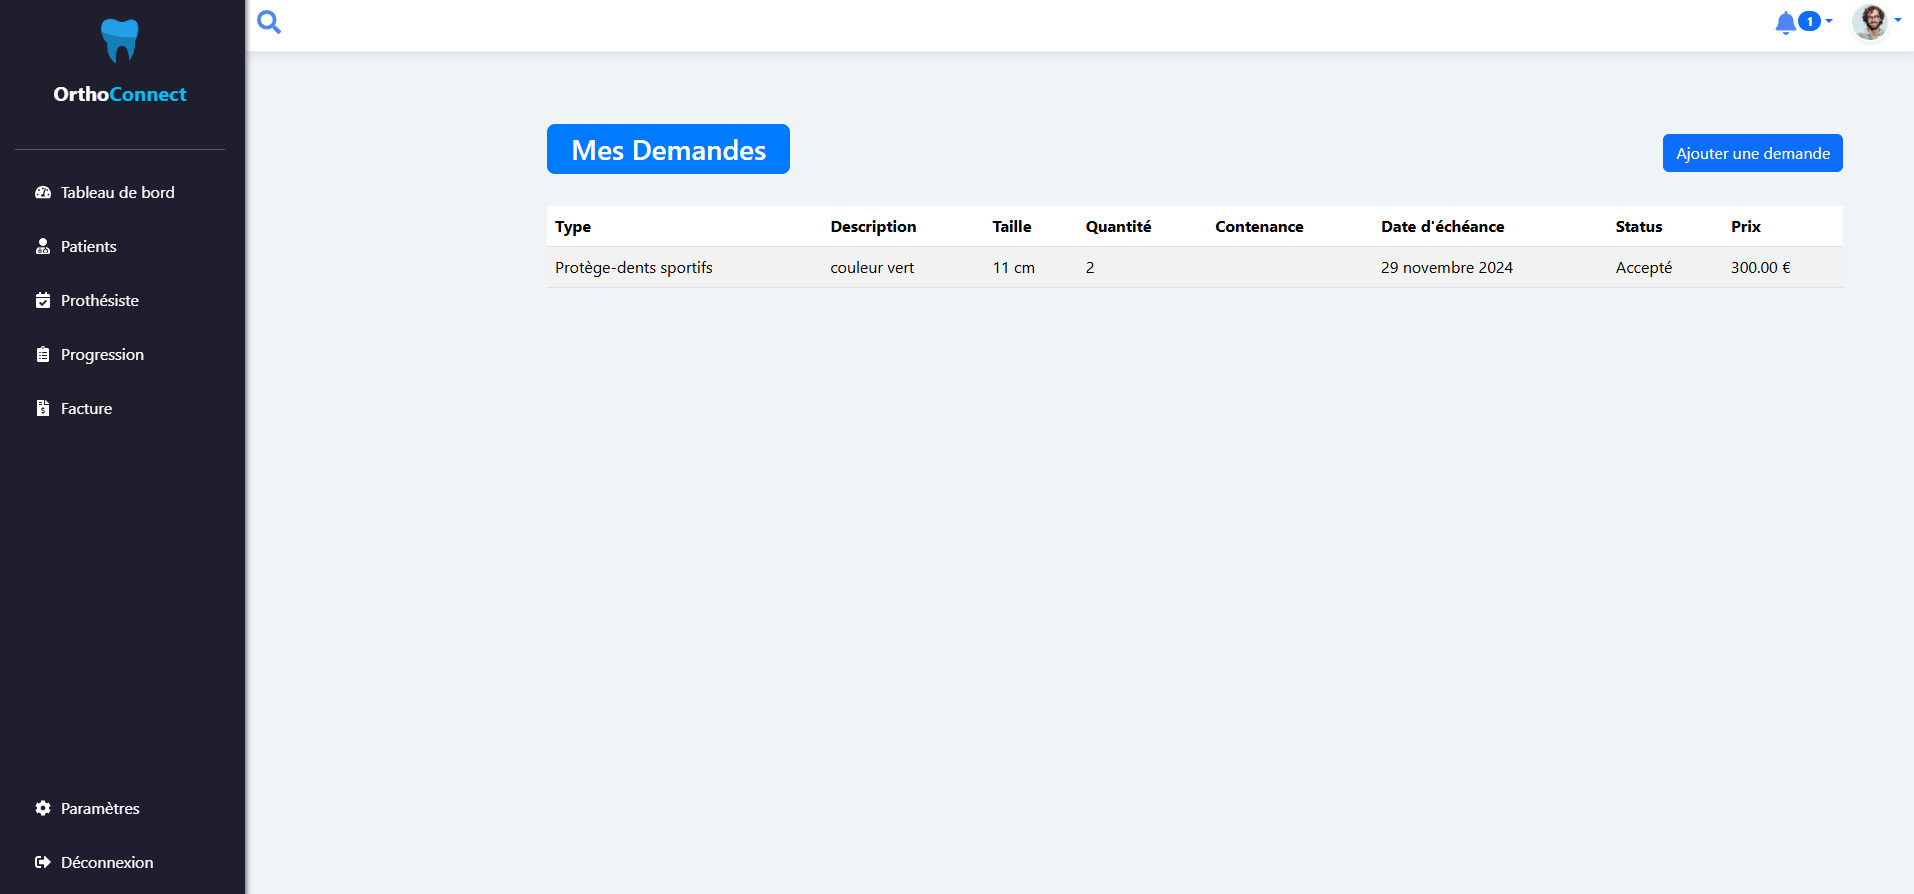 OrthoConnect
Tableau de bord
Patients
Prothésiste
Progression
Facture
Paramètres
Déconnexion
1
Mes Demandes
Ajouter une demande
Type Description Taille Quantité Contenance Date d'échéance Status Prix
Protège-dents sportifs couleur vert 11 cm 2 29 novembre 2024 Accepté 300.00 €